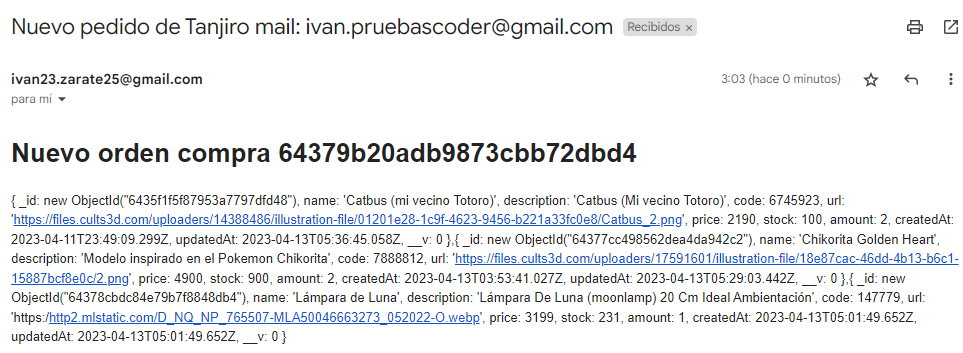 Nuevo pedido de Tanjiro mail: ivan.pruebascoder@gmail.com Recibidos ×
ivan23.zarate25@gmail.com 3:03 (hace 0 minutos)
para mí
Nuevo orden compra 64379b20adb9873cbb72dbd4
{ _id: new ObjectId("6435f1f5f87953a7797dfd48"), name: 'Catbus (mi vecino Totoro)', description: 'Catbus (Mi vecino Totoro)', code: 6745923, url:
'https://files.cults3d.com/uploaders/14388486/illustration-file/01201e28-1c9f-4623-9456-b221a33fc0e8/Catbus_2.png', price: 2190, stock: 100, amount: 2, createdAt:
2023-04-11T23:49:09.299Z, updatedAt: 2023-04-13T05:36:45.058Z, __v: 0 },{ _id: new ObjectId("64377cc498562dea4da942c2"), name: 'Chikorita Golden Heart',
description: 'Modelo inspirado en el Pokemon Chikorita', code: 7888812, url: 'https://files.cults3d.com/uploaders/17591601/illustration-file/18e87cac-46dd-4b13-b6c1-
15887bcf8e0c/2.png', price: 4900, stock: 900, amount: 2, createdAt: 2023-04-13T03:53:41.027Z, updatedAt: 2023-04-13T05:29:03.442Z, __v: 0 },{ _id: new
ObjectId("64378cbdc84e79b7f8848db4"), name: 'Lámpara de Luna', description: 'Lámpara De Luna (moonlamp) 20 Cm Ideal Ambientación', code: 147779, url:
'https:/http2.mlstatic.com/D_NQ_NP_765507-MLA50046663273_052022-O.webp', price: 3199, stock: 231, amount: 1, createdAt: 2023-04-13T05:01:49.652Z,
updatedAt: 2023-04-13T05:01:49.652Z, __v: 0 }